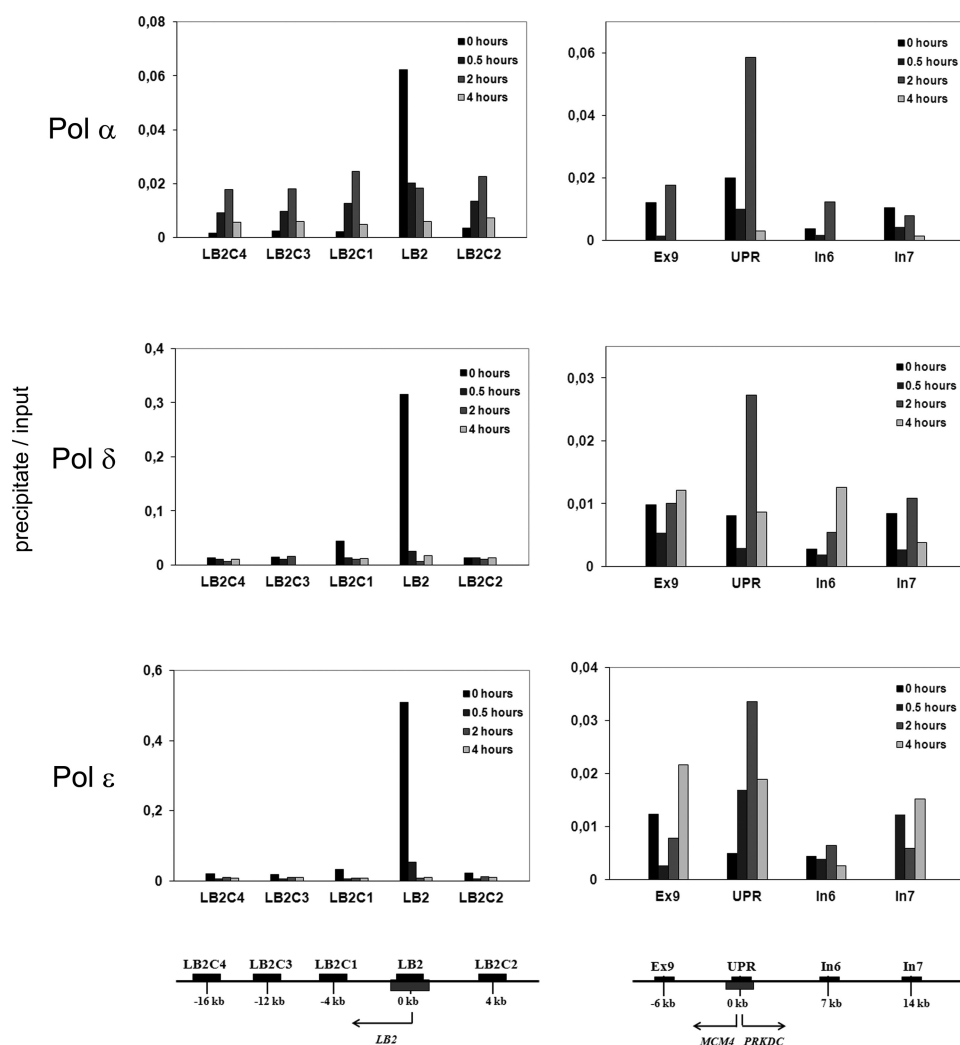 precipitate / input
Pol α
0,08
0,06
0,04
0,02
0
0 hours
0.5 hours
2 hours
4 hours
LB2C4 LB2C3 LB2C1 LB2 LB2C2
0,06
0,04
0,02
0
0 hours
0.5 hours
2 hours
4 hours
Ex9 UPR In6 In7
Pol δ
0,4
0,3
0,2
0,1
0
0 hours
0.5 hours
2 hours
4 hours
LB2C4 LB2C3 LB2C1 LB2 LB2C2
0,03
0,02
0,01
0
0 hours
0.5 hours
2 hours
4 hours
Ex9 UPR In6 In7
Pol ε
0,6
0,4
0,2
0
0 hours
0.5 hours
2 hours
4 hours
LB2C4 LB2C3 LB2C1 LB2 LB2C2
0,04
0,03
0,02
0,01
0
0 hours
0.5 hours
2 hours
4 hours
Ex9 UPR In6 In7
LB2C4 LB2C3 LB2C1 LB2 LB2C2
-16 kb -12 kb -4 kb 0 kb 4 kb
LB2
Ex9 UPR In6 In7
-6 kb 0 kb 7 kb 14 kb
MCM4 PRKDC